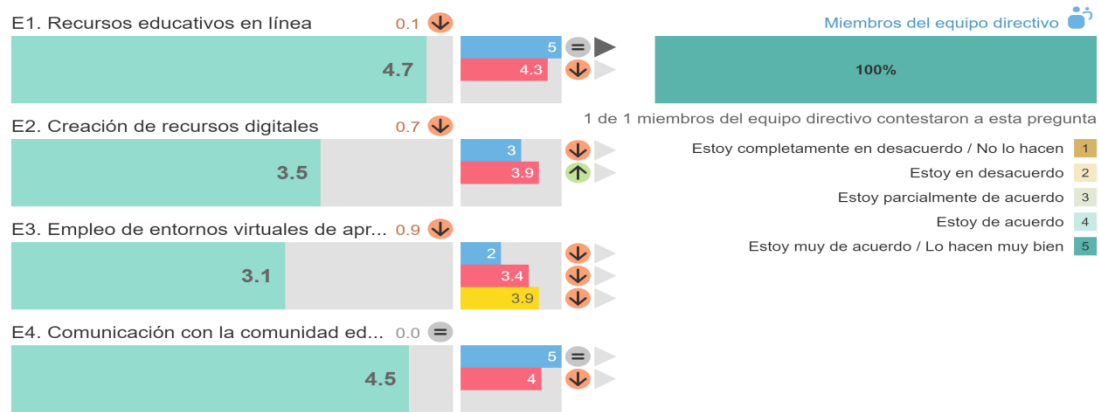 E1. Recursos educativos en línea 0.1
4.7
5
4.3
E2. Creación de recursos digitales 0.7
3.5
3
3.9
E3. Empleo de entornos virtuales de apr... 0.9
3.1
2
3.4
3.9
E4. Comunicación con la comunidad ed... 0.0
4.5
5
4
Miembros del equipo directivo
100%
1 de 1 miembros del equipo directivo contestaron a esta pregunta
Estoy completamente en desacuerdo / No lo hacen 1
Estoy en desacuerdo 2
Estoy parcialmente de acuerdo 3
Estoy de acuerdo 4
Estoy muy de acuerdo / Lo hacen muy bien 5